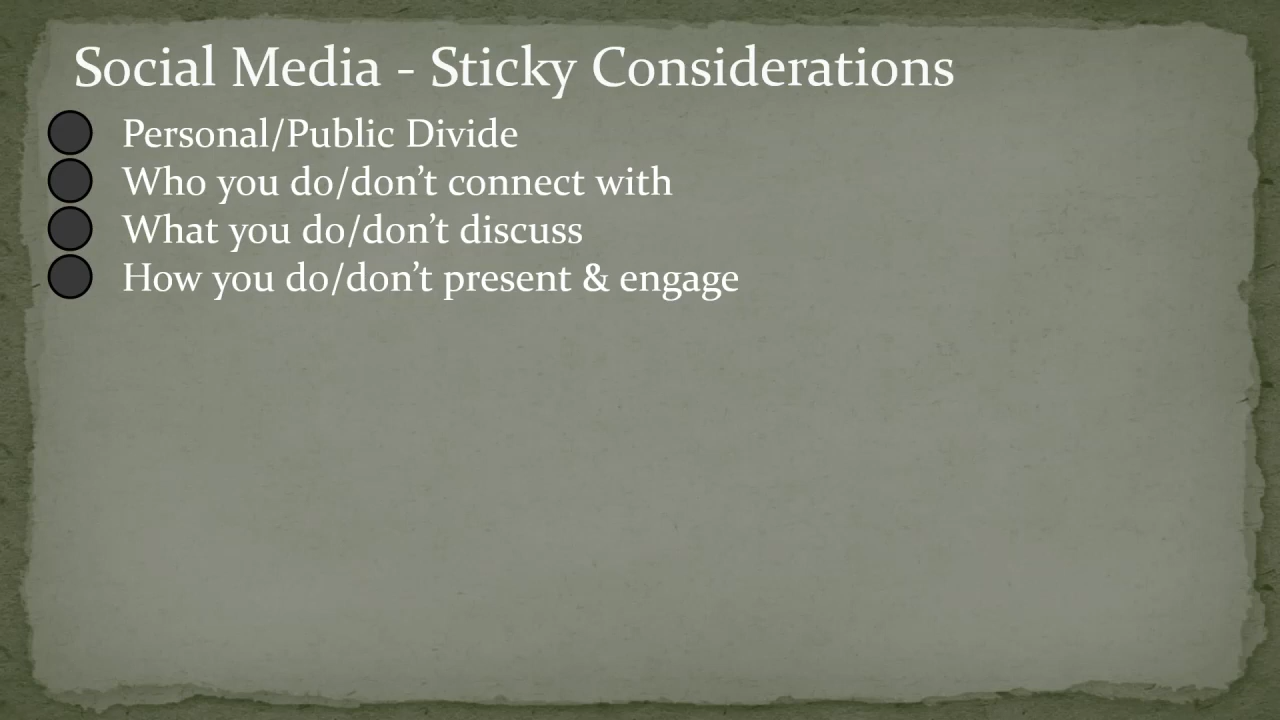 Social Media - Sticky Considerations
Personal/Public Divide
Who you do/don’t connect with
What you do/don’t discuss
How you do/don’t present & engage